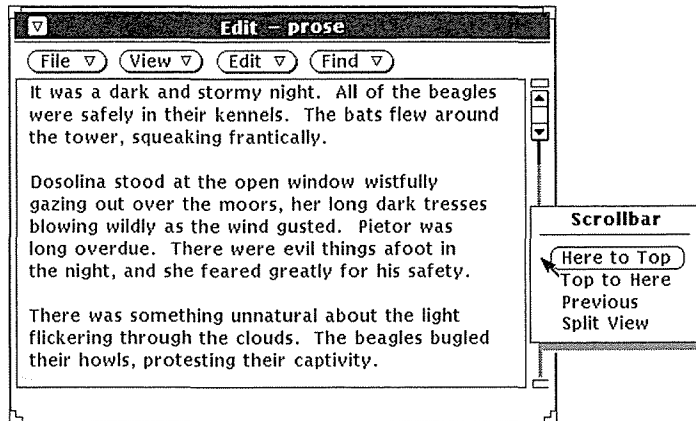 Edit – prose
File View Edit Find
It was a dark and stormy night. All of the beagles
were safely in their kennels. The bats flew around
the tower, squeaking frantically.
Dosolina stood at the open window wistfully
gazing out over the moors, her long dark tresses
blowing wildly as the wind gusted. Pietor was
long overdue. There were evil things afoot in
the night, and she feared greatly for his safety.
There was something unnatural about the light
flickering through the clouds. The beagles bugled
their howls, protesting their captivity.
Scrollbar
Here to Top
Top to Here
Previous
Split View